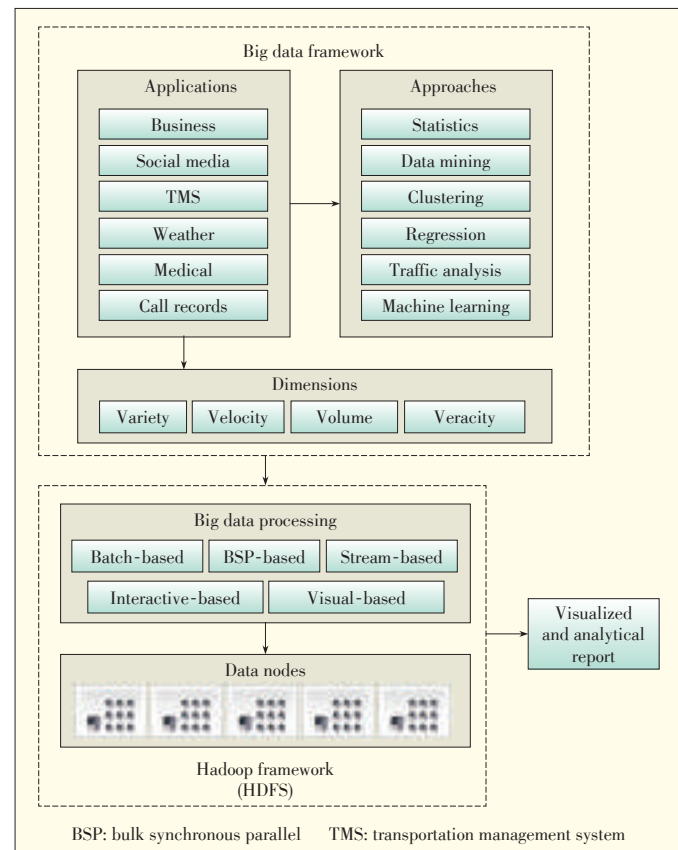 Big data framework
Applications
Business
Social media
TMS
Weather
Medical
Call records
Approaches
Statistics
Data mining
Clustering
Regression
Traffic analysis
Machine learning
Dimensions
Variety
Velocity
Volume
Veracity
Big data processing
Batch-based
BSP-based
Stream-based
Interactive-based
Visual-based
Data nodes
Hadoop framework
(HDFS)
Visualized
and analytical
report
BSP: bulk synchronous parallel TMS: transportation management system